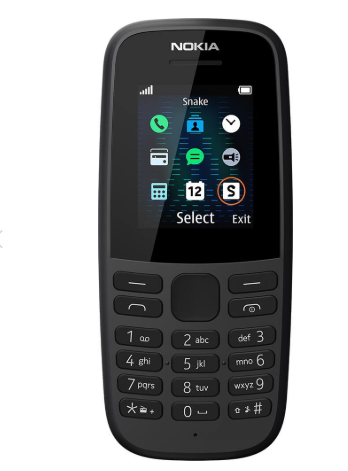 NOKIA
Snake
12 S
Select Exit
1 2 abc def 3
4 ghi 5 jkl mno 6
7 pqrs 8 tuv wxyz 9
* + 0 #